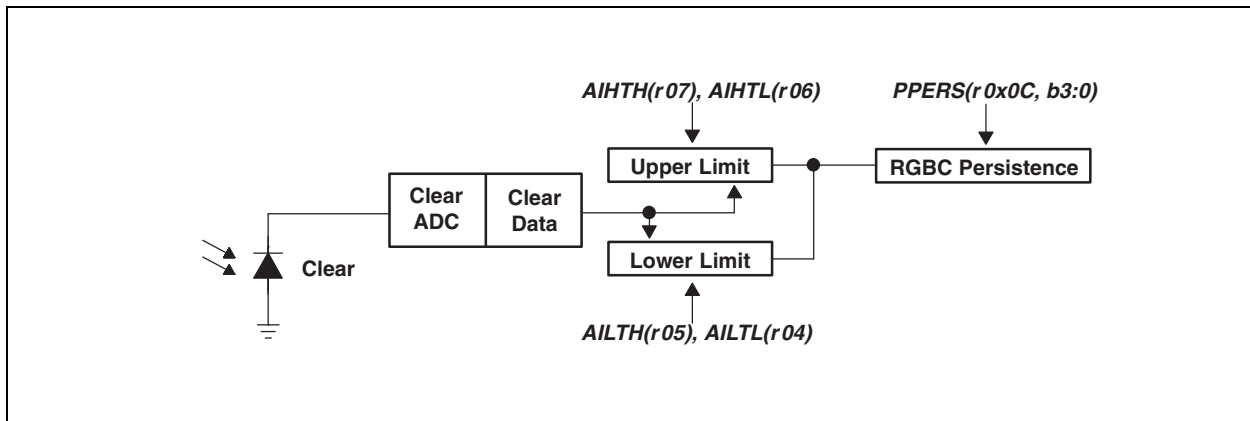 AIHTH(r07), AIHTL(r06)
PPERS(r0x0C, b3:0)
Upper Limit
RGBC Persistence
Clear
ADC
Clear
Data
Lower Limit
Clear
AILTH(r05), AILTL(r04)